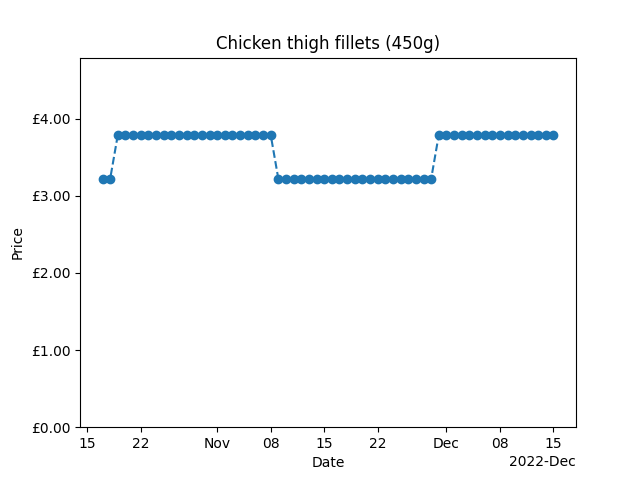 Chicken thigh fillets (450g)
£4.00
£3.00
£2.00
£1.00
£0.00
Price
15 22 Nov 08 15 22 Dec 08 15
Date
2022-Dec